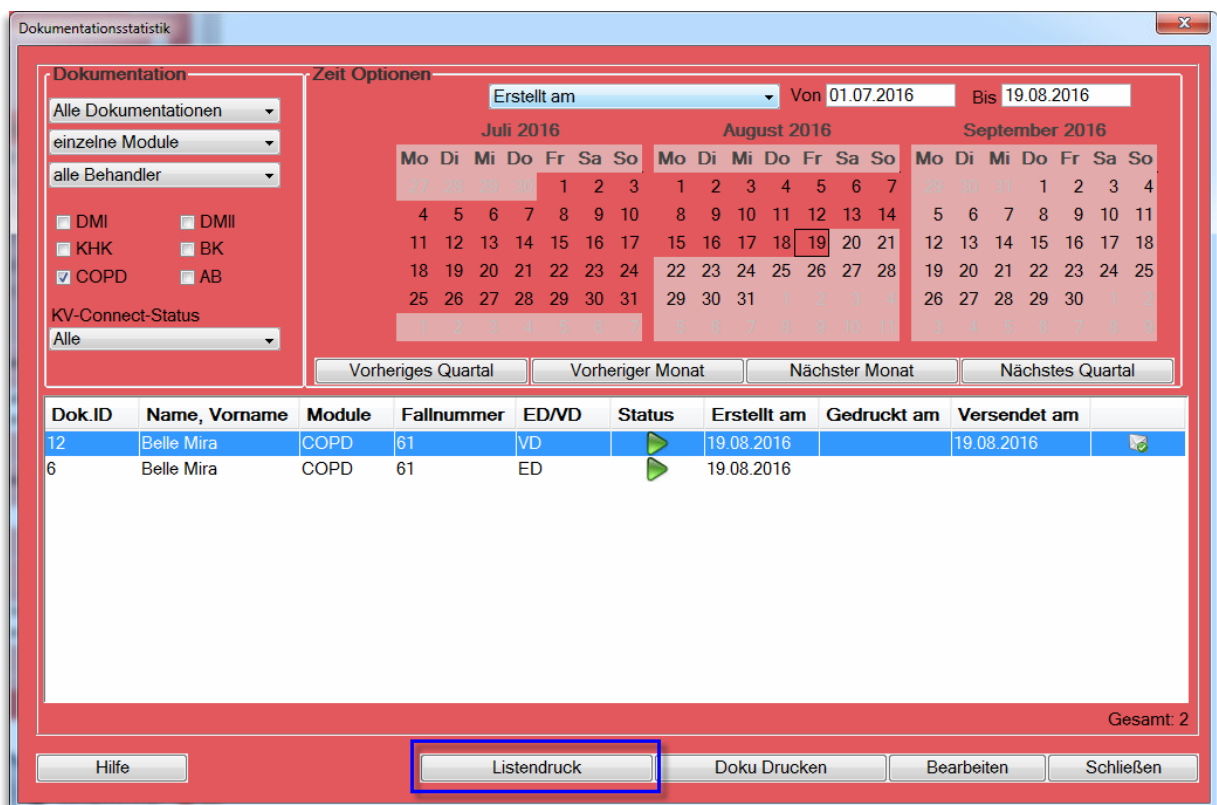 Dokumentationsstatistik
Dokumentation
Alle Dokumentationen
einzelne Module
alle Behandler
DMI DMII
KHK BK
COPD AB
KV-Connect-Status
Alle
Zeit Optionen
Erstellt am Von 01.07.2016 Bis 19.08.2016
Juli 2016 August 2016 September 2016
Mo Di Mi Do Fr Sa So Mo Di Mi Do Fr Sa So Mo Di Mi Do Fr Sa So
27 28 29 30 1 2 3 1 2 3 4 5 6 7 29 30 31 1 2 3 4
4 5 6 7 8 9 10 8 9 10 11 12 13 14 5 6 7 8 9 10 11
11 12 13 14 15 16 17 15 16 17 18 19 20 21 12 13 14 15 16 17 18
18 19 20 21 22 23 24 22 23 24 25 26 27 28 19 20 21 22 23 24 25
25 26 27 28 29 30 31 29 30 31 1 2 3 4 26 27 28 29 30 1 2
1 2 3 4 5 6 7 5 6 7 8 9 10 11 3 4 5 6 7 8 9
Vorheriges Quartal Vorheriger Monat Nächster Monat Nächstes Quartal
Dok.ID Name, Vorname Module Fallnummer ED/VD Status Erstellt am Gedruckt am Versendet am
12 Belle Mira COPD 61 VD 19.08.2016 19.08.2016
6 Belle Mira COPD 61 ED 19.08.2016
Gesamt: 2
Hilfe Listendruck Doku Drucken Bearbeiten Schließen